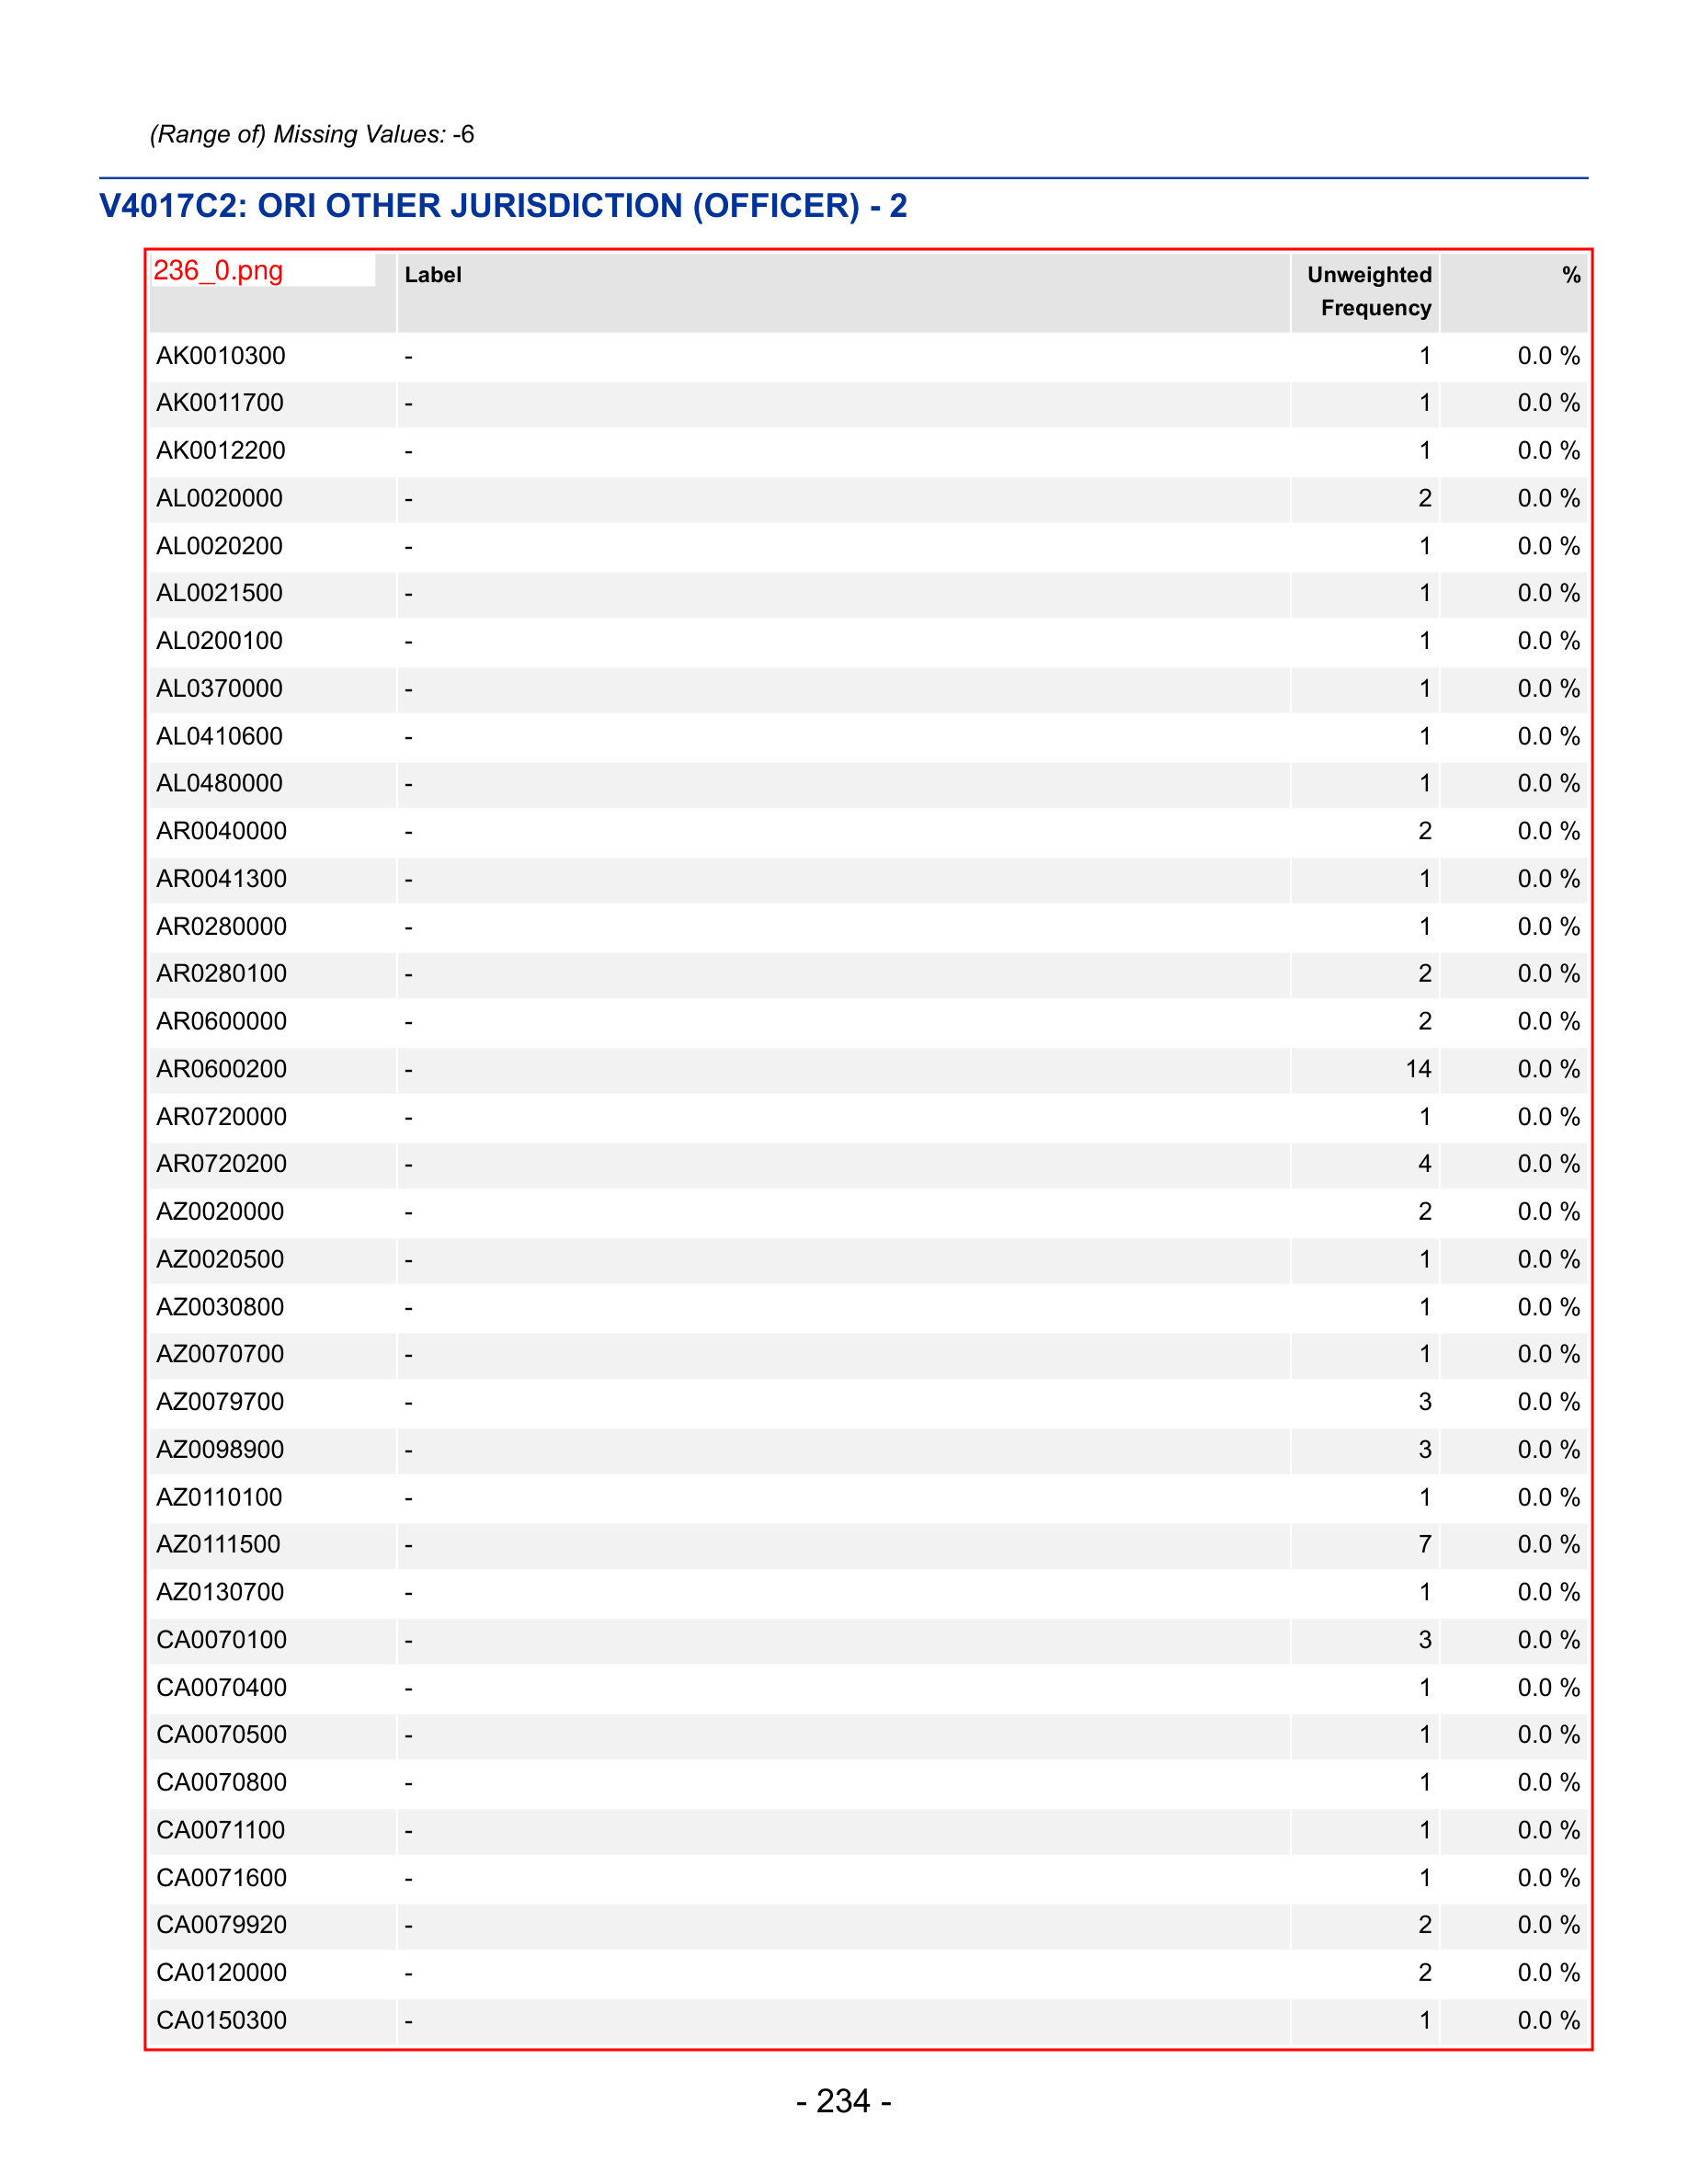 (Range of) Missing Values: -6
V4017C2: ORI OTHER JURISDICTION (OFFICER) - 2
236_0.png Label Unweighted Frequency %
AK0010300 - 1 0.0 %
AK0011700 - 1 0.0 %
AK0012200 - 1 0.0 %
AL0020000 - 2 0.0 %
AL0020200 - 1 0.0 %
AL0021500 - 1 0.0 %
AL0200100 - 1 0.0 %
AL0370000 - 1 0.0 %
AL0410600 - 1 0.0 %
AL0480000 - 1 0.0 %
AR0040000 - 2 0.0 %
AR0041300 - 1 0.0 %
AR0280000 - 1 0.0 %
AR0280100 - 2 0.0 %
AR0600000 - 2 0.0 %
AR0600200 - 14 0.0 %
AR0720000 - 1 0.0 %
AR0720200 - 4 0.0 %
AZ0020000 - 2 0.0 %
AZ0020500 - 1 0.0 %
AZ0030800 - 1 0.0 %
AZ0070700 - 1 0.0 %
AZ0079700 - 3 0.0 %
AZ0098900 - 3 0.0 %
AZ0110100 - 1 0.0 %
AZ0111500 - 7 0.0 %
AZ0130700 - 1 0.0 %
CA0070100 - 3 0.0 %
CA0070400 - 1 0.0 %
CA0070500 - 1 0.0 %
CA0070800 - 1 0.0 %
CA0071100 - 1 0.0 %
CA0071600 - 1 0.0 %
CA0079920 - 2 0.0 %
CA0120000 - 2 0.0 %
CA0150300 - 1 0.0 %
- 234 -